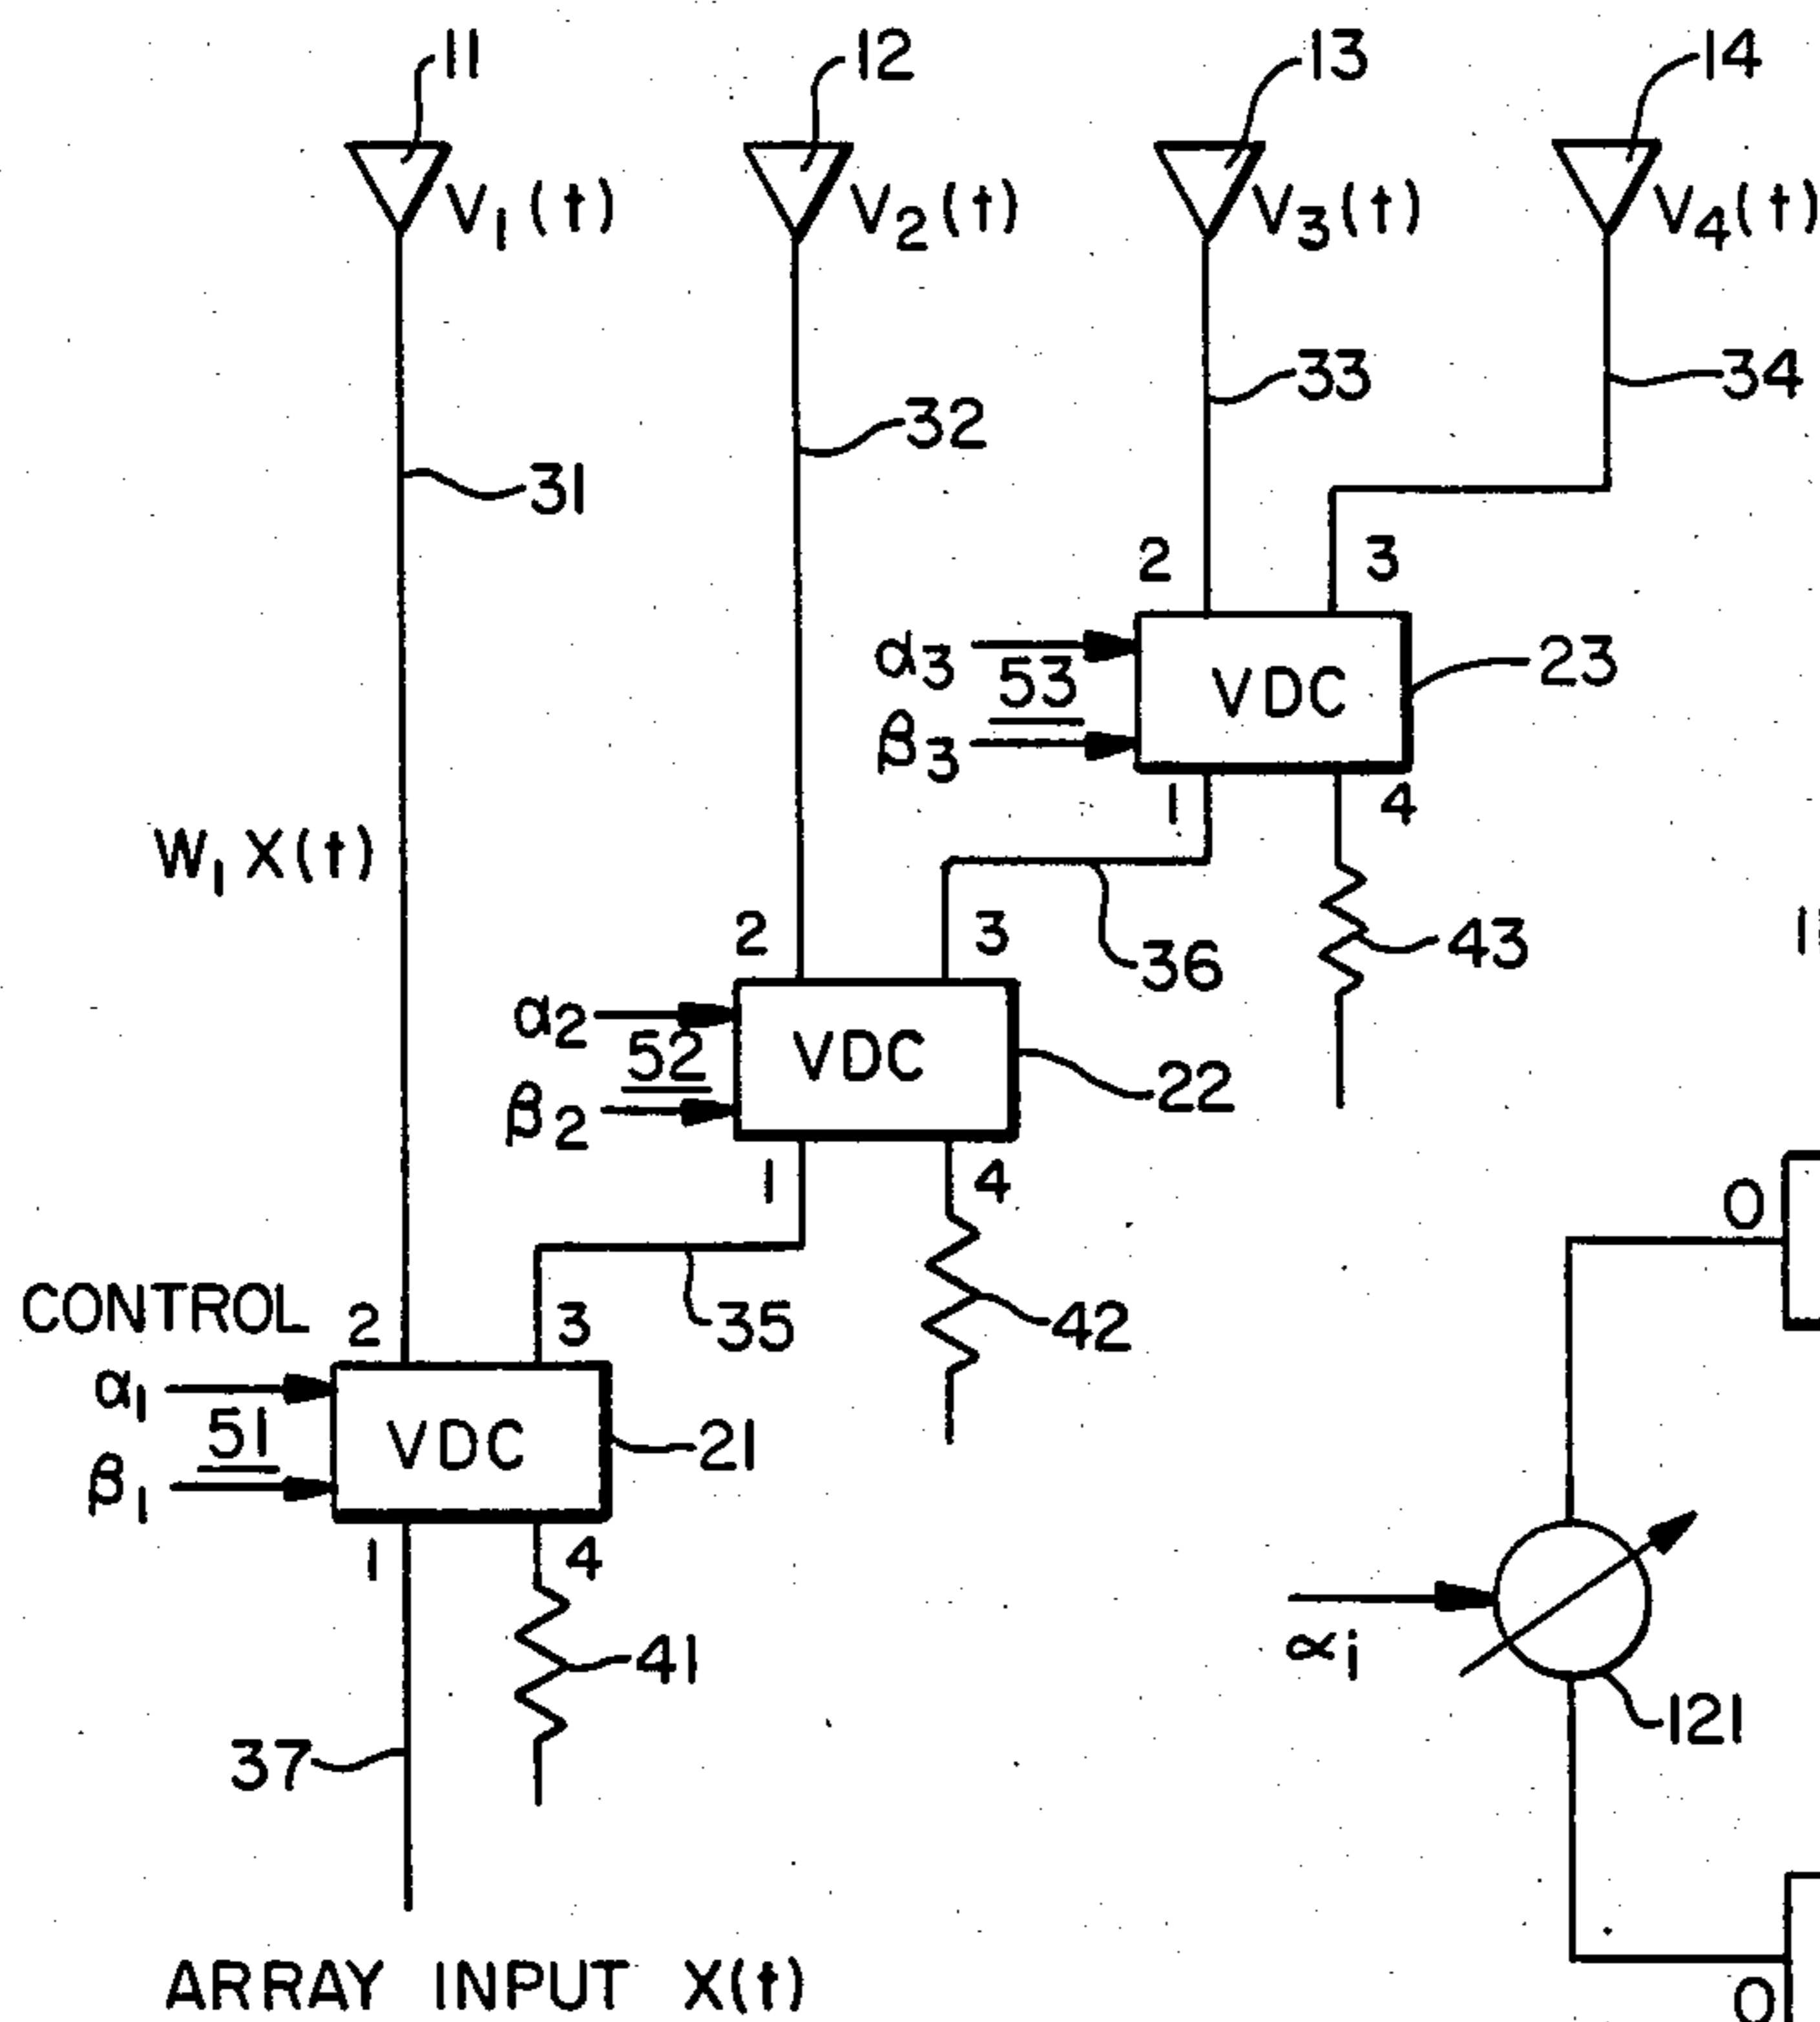 11 12 13 14
V1(t) V2(t) V3(t) V4(t)
33 34
32
31
2 3
α3 53 VDC 23
β3
1 4
W1 X(t)
2 3 36 43
α2 52 VDC 22
β2
1 4
0
CONTROL 2 3 35 42
α1 51 VDC 21
β1
1 4
41
αi
121
37
ARRAY INPUT X(t)
0